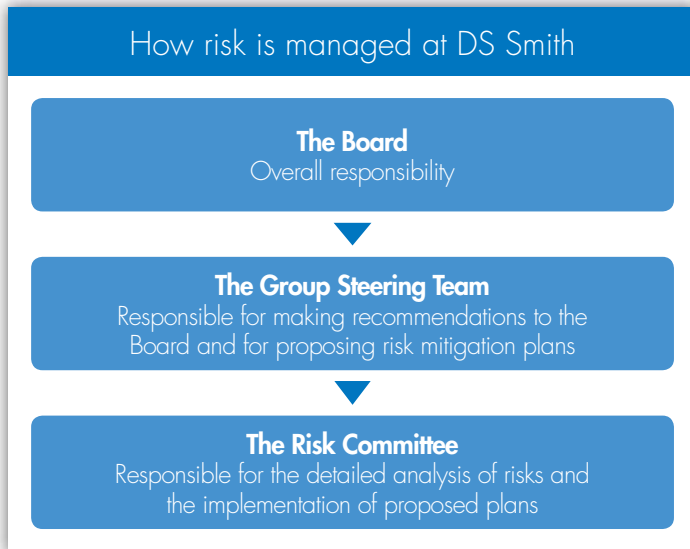 How risk is managed at DS Smith
The Board
Overall responsibility
The Group Steering Team
Responsible for making recommendations to the
Board and for proposing risk mitigation plans
The Risk Committee
Responsible for the detailed analysis of risks and
the implementation of proposed plans